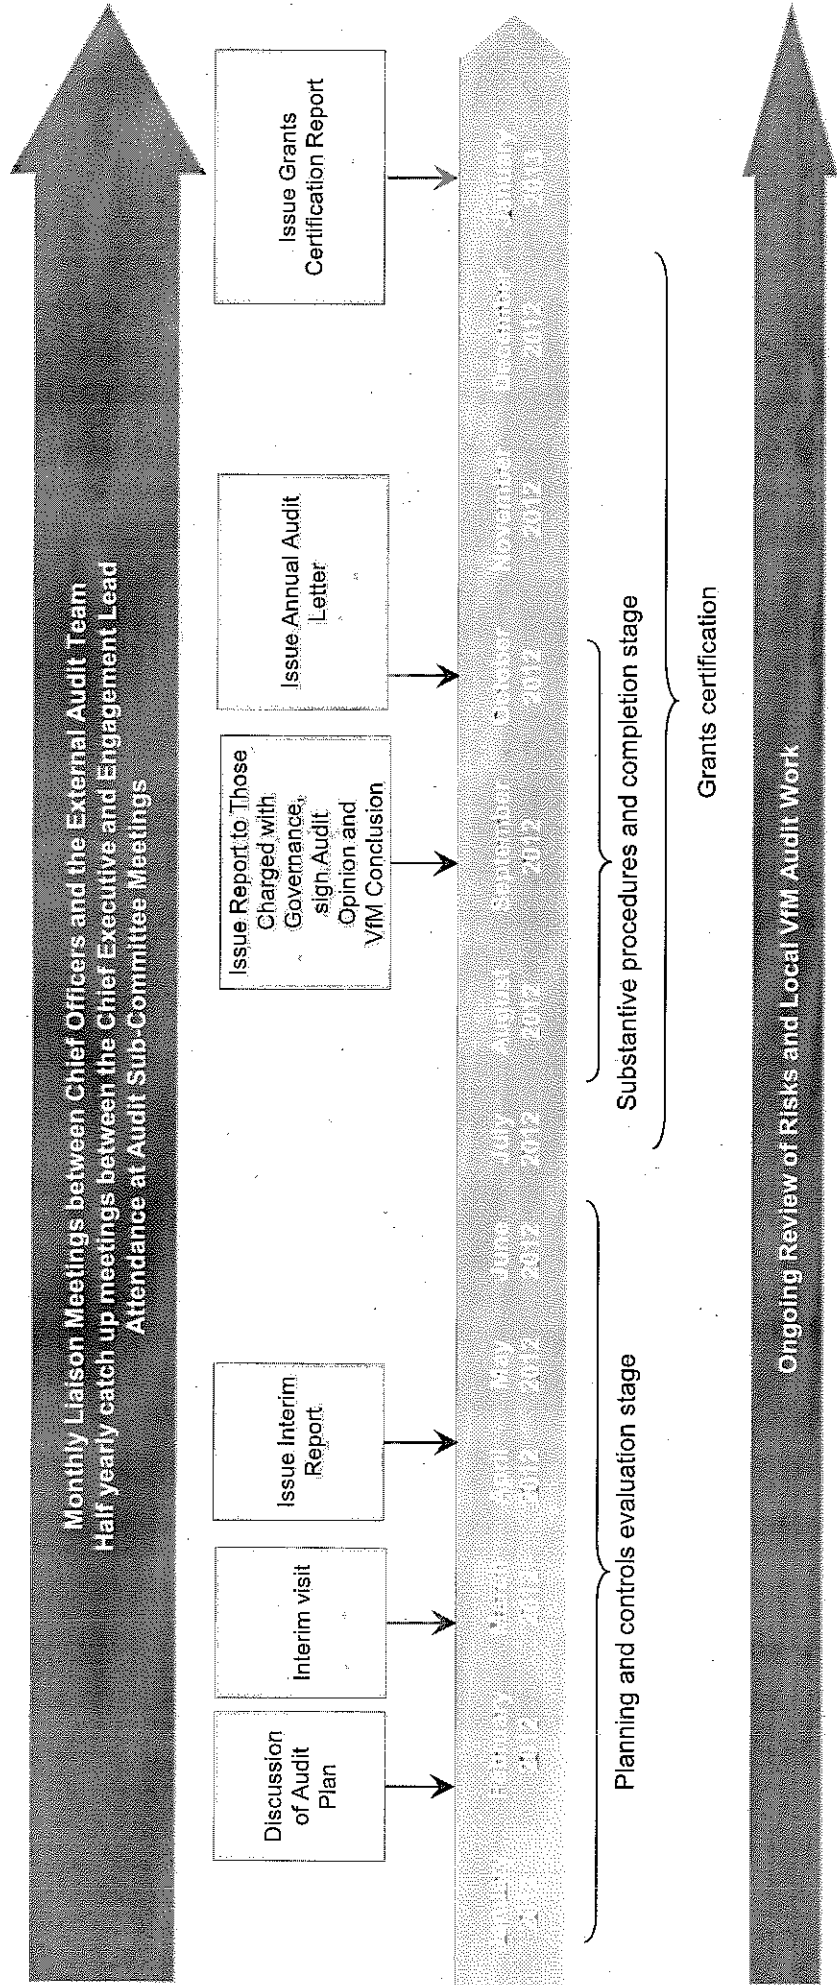 Monthly Liaison Meetings between Chief Officers and the External Audit Team
Half yearly catch up meetings between the Chief Executive and Engagement Lead
Attendance at Audit Sub-Committee Meetings
Discussion
of Audit
Plan
Interim visit
Issue Interim
Report
Issue Report to Those
Charged with
Governance,
sign Audit
Opinion and
VfM Conclusion
Issue Annual Audit
Letter
Issue Grants
Certification Report
February
2012
March
2012
April
2012
May
2012
June
2012
July
2012
August
2012
September
2012
October
2012
November
2012
December
2012
January
2013
Planning and controls evaluation stage
Substantive procedures and completion stage
Grants certification
Ongoing Review of Risks and Local VfM Audit Work